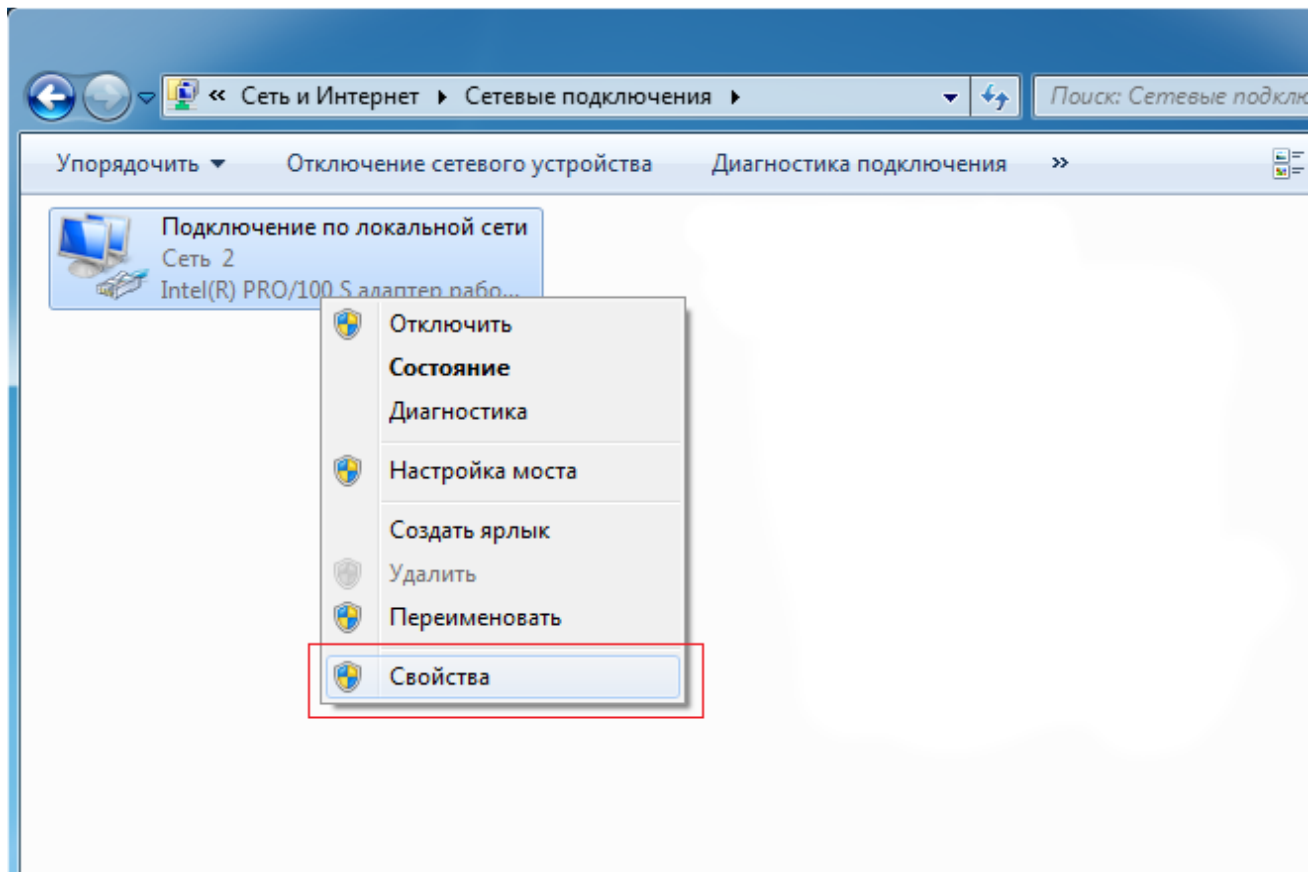 « Сеть и Интернет Сетевые подключения
Поиск: Сетевые
Упорядочить Отключение сетевого устройства Диагностика подключения »
Подключение по локальной сети
Сеть 2
Intel(R) PRO/100 S адаптер рабо...
Отключить
Состояние
Диагностика
Настройка моста
Создать ярлык
Удалить
Переименовать
Свойства